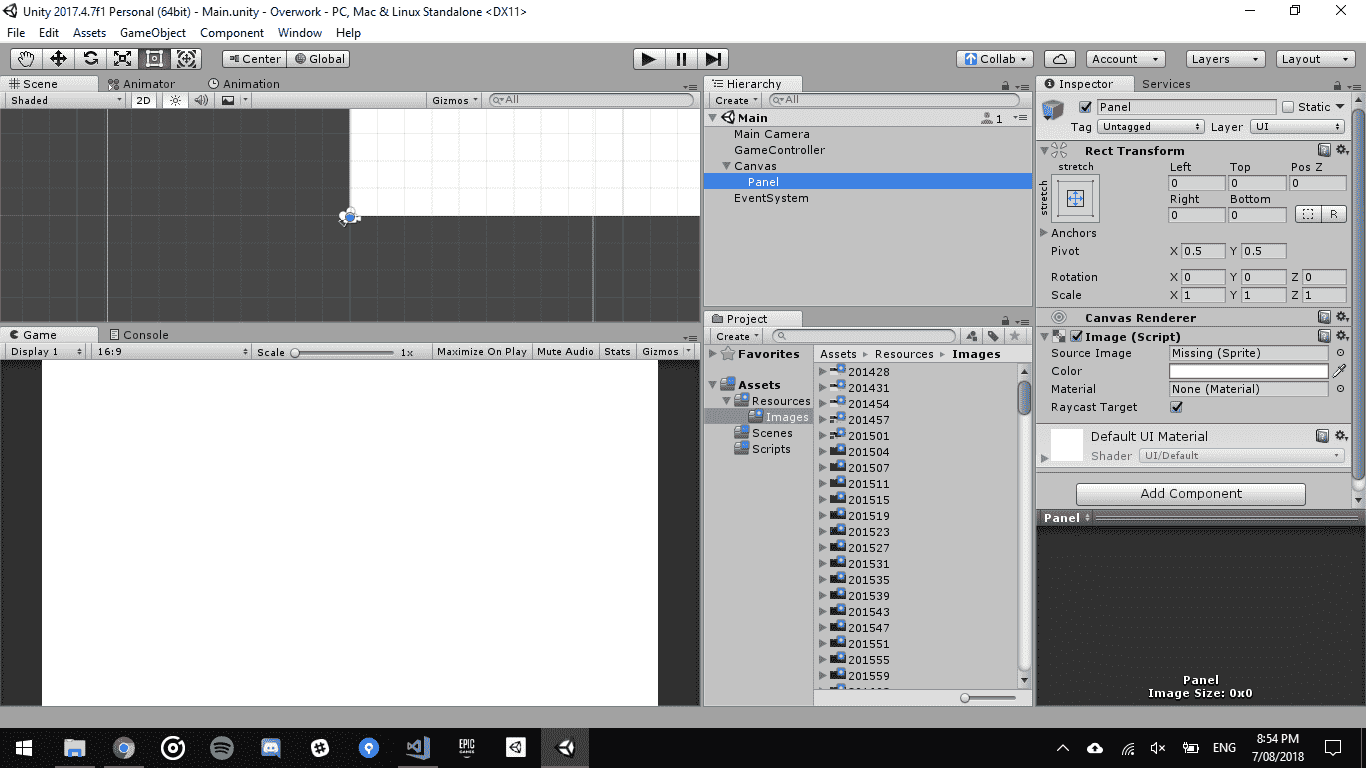 Unity 2017.4.7f1 Personal (64bit) - Main.unity - Overwork - PC, Mac & Linux Standalone <DX11>
File Edit Assets GameObject Component Window Help
Center Global Collab Account Layers Layout
Scene Animator Animation
Shaded 2D Gizmos All
Game Console
Display 1 16:9 Scale 1x Maximize On Play Mute Audio Stats Gizmos
Hierarchy
Create All
Main 1
Main Camera
GameController
Canvas
Panel
EventSystem
Project
Create
Favorites
Assets
Resources
Images
Scenes
Scripts
Assets Resources Images
201428
201431
201454
201457
201501
201504
201507
201511
201515
201519
201523
201527
201531
201535
201539
201543
201547
201551
201555
201559
Inspector Services
Panel Static
Tag Untagged Layer UI
Rect Transform
stretch
stretch
Left Top Pos Z
0 0 0
Right Bottom
0 0 R
Anchors
Pivot X 0.5 Y 0.5
Rotation X 0 Y 0 Z 0
Scale X 1 Y 1 Z 1
Canvas Renderer
Image (Script)
Source Image Missing (Sprite)
Color
Material None (Material)
Raycast Target
Default UI Material
Shader UI/Default
Add Component
Panel
Panel
Image Size: 0x0
EPIC
GAMES
ENG
8:54 PM
7/08/2018